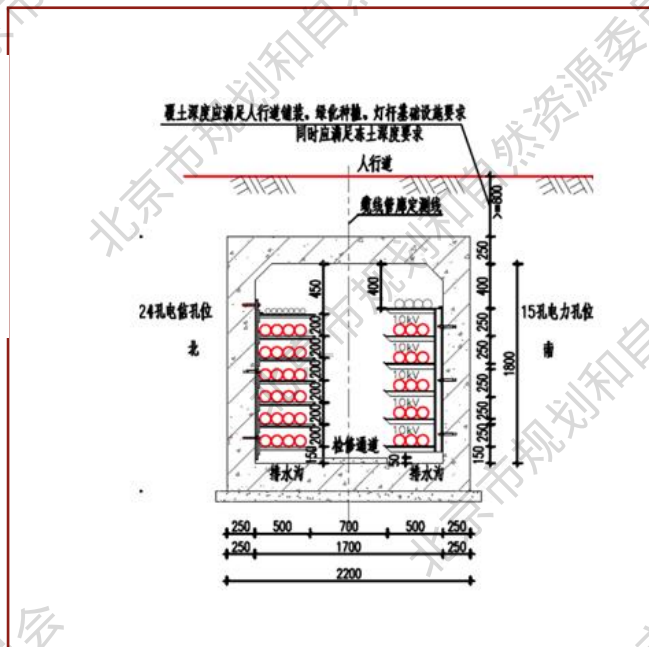 覆土深度应满足人行道铺装、绿化种植、灯杆基础设施要求
同时应满足冻土深度要求
人行道
缆线管廊定测线
>=800
250
450
400
400
24孔电信孔位
北
15孔电力孔位
南
200
200
200
200
200
200
150
10kV
10kV
10kV
10kV
10kV
250
250
250
250
250
150
1800
检修通道
50
排水沟
排水沟
250 500 700 500 250
250 1700 250
2200
北京市规划和自然资源委员会